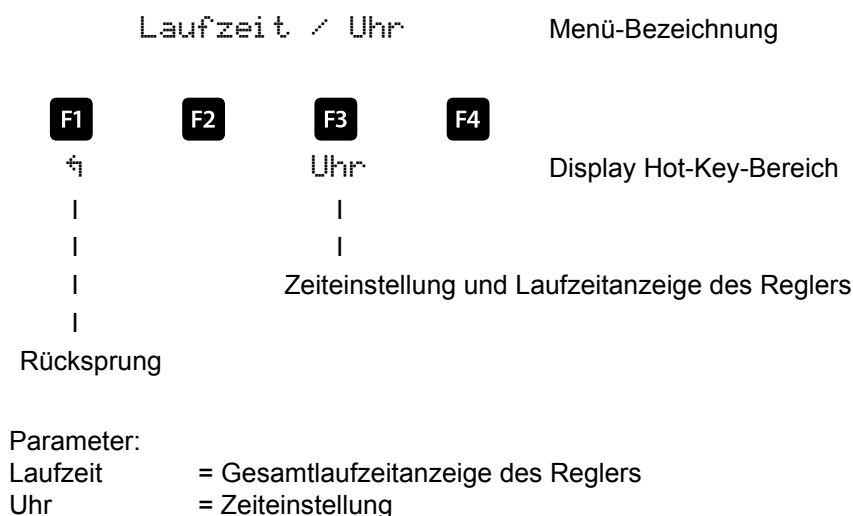 Laufzeit / Uhr Menü-Bezeichnung
F1 F2 F3 F4
↰ Uhr Display Hot-Key-Bereich
I I
I I
I Zeiteinstellung und Laufzeitanzeige des Reglers
I
Rücksprung
Parameter:
Laufzeit = Gesamtlaufzeitanzeige des Reglers
Uhr = Zeiteinstellung